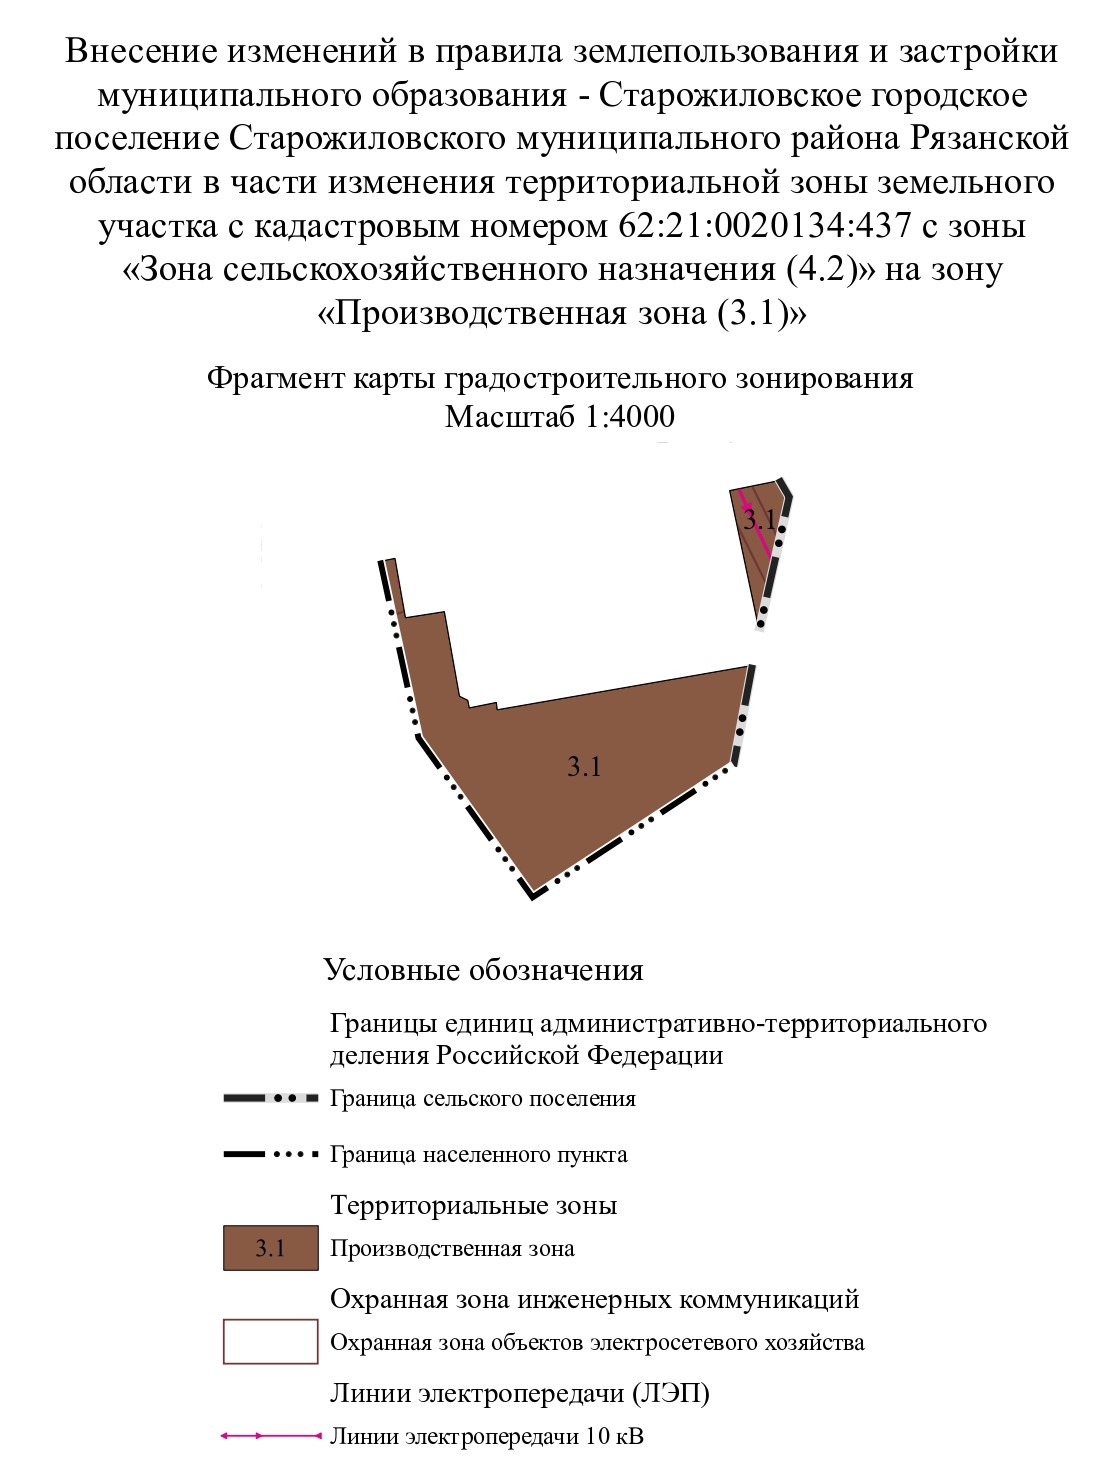 Внесение изменений в правила землепользования и застройки
муниципального образования - Старожиловское городское
поселение Старожиловского муниципального района Рязанской
области в части изменения территориальной зоны земельного
участка с кадастровым номером 62:21:0020134:437 с зоны
«Зона сельскохозяйственного назначения (4.2)» на зону
«Производственная зона (3.1)»
Фрагмент карты градостроительного зонирования
Масштаб 1:4000
3.1
3.1
Условные обозначения
Границы единиц административно-территориального
деления Российской Федерации
Граница сельского поселения
Граница населенного пункта
Территориальные зоны
3.1 Производственная зона
Охранная зона инженерных коммуникаций
Охранная зона объектов электросетевого хозяйства
Линии электропередачи (ЛЭП)
Линии электропередачи 10 кВ